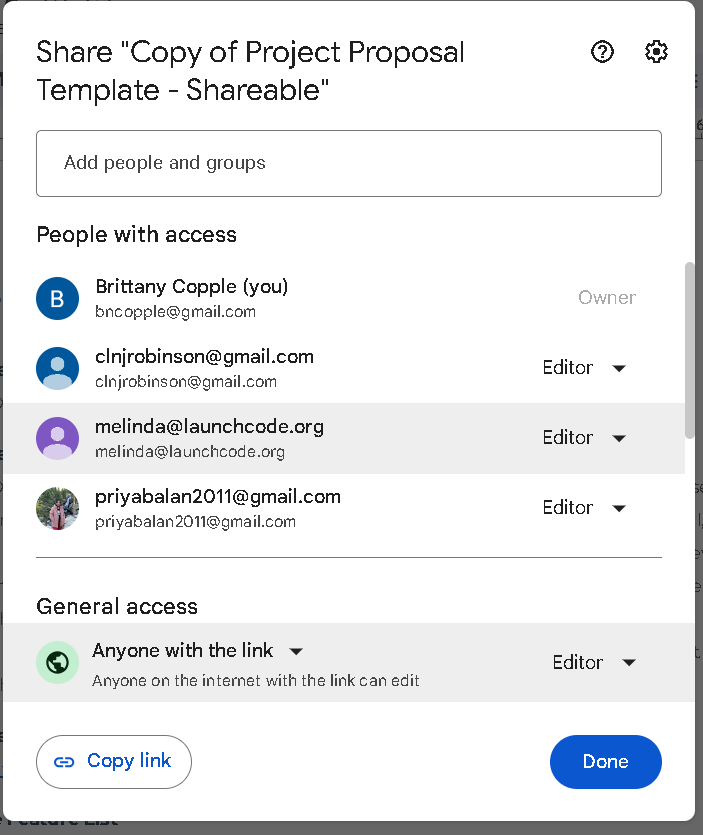 Share "Copy of Project Proposal
Template - Shareable"
Add people and groups
People with access
B
Brittany Copple (you)
bncopple@gmail.com
Owner
clnjrobinson@gmail.com
clnjrobinson@gmail.com
Editor
melinda@launchcode.org
melinda@launchcode.org
Editor
priyabalan2011@gmail.com
priyabalan2011@gmail.com
Editor
General access
Anyone with the link
Anyone on the internet with the link can edit
Editor
Copy link
Done
Feature List